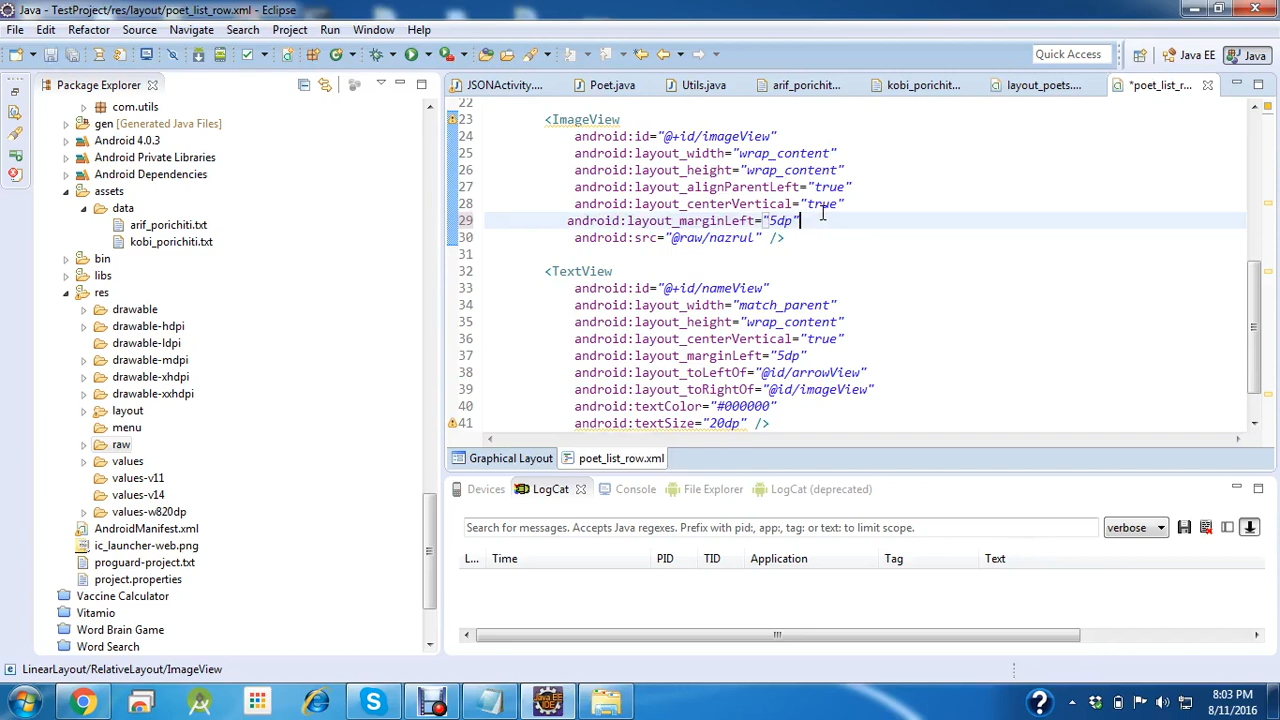 Java - TestProject/res/layout/poet_list_row.xml - Eclipse
File Edit Refactor Source Navigate Search Project Run Window Help
Quick Access Java EE Java
Package Explorer
JSONActivity.... Poet.java Utils.java arif_porichit... kobi_porichit... layout_poets.... *poet_list_r...
com.utils
gen [Generated Java Files]
Android 4.0.3
Android Private Libraries
Android Dependencies
assets
data
arif_porichiti.txt
kobi_porichiti.txt
bin
libs
res
drawable
drawable-hdpi
drawable-ldpi
drawable-mdpi
drawable-xhdpi
drawable-xxhdpi
layout
menu
raw
values
values-v11
values-v14
values-w820dp
AndroidManifest.xml
ic_launcher-web.png
proguard-project.txt
project.properties
Vaccine Calculator
Vitamio
Word Brain Game
Word Search
22
23 <ImageView
24 android:id="@+id/imageView"
25 android:layout_width="wrap_content"
26 android:layout_height="wrap_content"
27 android:layout_alignParentLeft="true"
28 android:layout_centerVertical="true"
29 android:layout_marginLeft="5dp"
30 android:src="@raw/nazrul" />
31
32 <TextView
33 android:id="@+id/nameView"
34 android:layout_width="match_parent"
35 android:layout_height="wrap_content"
36 android:layout_centerVertical="true"
37 android:layout_marginLeft="5dp"
38 android:layout_toLeftOf="@id/arrowView"
39 android:layout_toRightOf="@id/imageView"
40 android:textColor="#000000"
41 android:textSize="20dp" />
Graphical Layout poet_list_row.xml
Devices LogCat Console File Explorer LogCat (deprecated)
Search for messages. Accepts Java regexes. Prefix with pid:, app:, tag: or text: to limit scope.
verbose
L... Time PID TID Application Tag Text
LinearLayout/RelativeLayout/ImageView
8:03 PM
8/11/2016